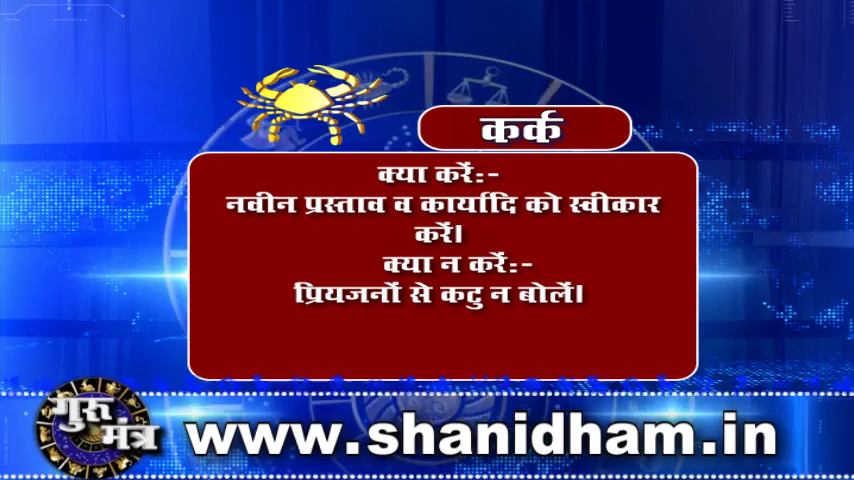 कर्क
क्या करें:-
नवीन प्रस्ताव व कार्यादि को स्वीकार
करें।
क्या न करें:-
प्रियजनों से कटु न बोलें।
गुरु
मंत्र
www.shanidham.in